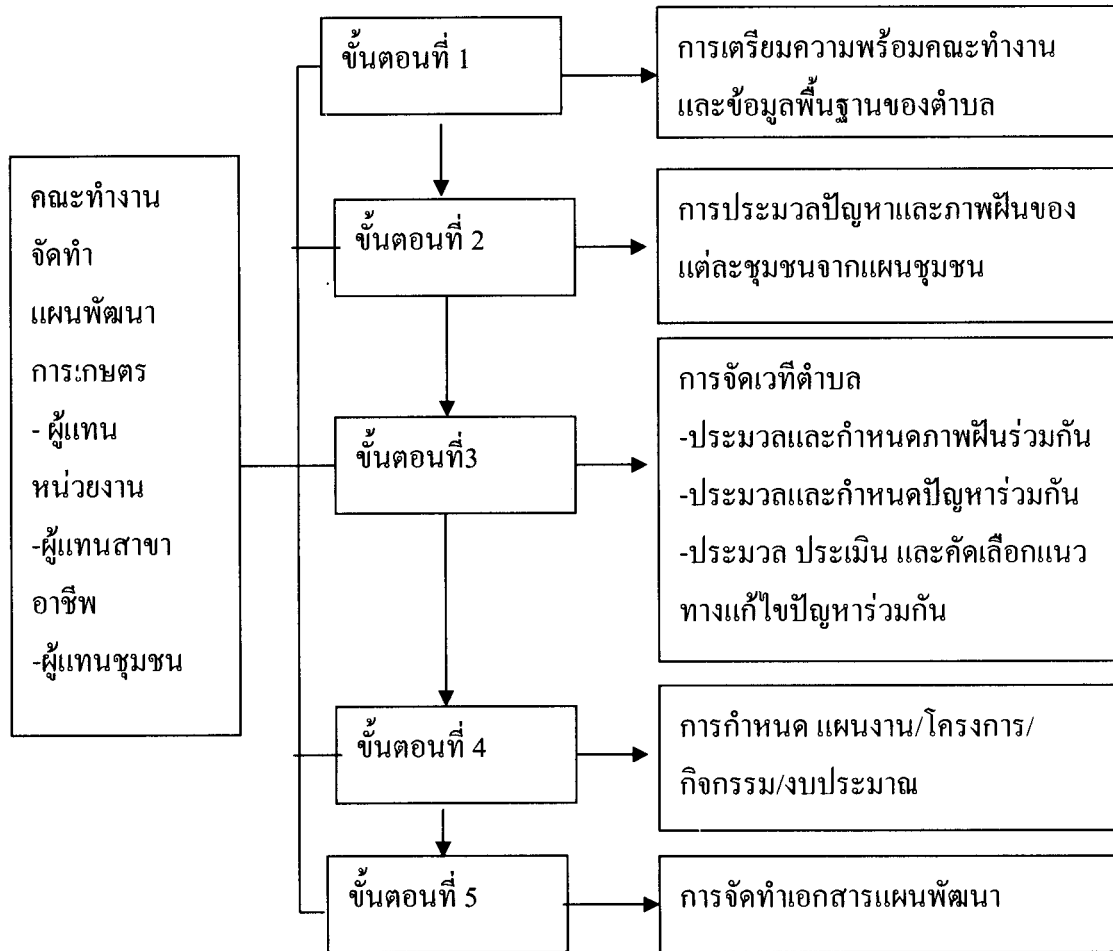 คณะทำงาน
จัดทำ
แผนพัฒนา
การเกษตร
- ผู้แทน
หน่วยงาน
-ผู้แทนสาขา
อาชีพ
-ผู้แทนชุมชน
ขั้นตอนที่ 1
การเตรียมความพร้อมคณะทำงาน
และข้อมูลพื้นฐานของตำบล
ขั้นตอนที่ 2
การประมวลปัญหาและภาพฝันของ
แต่ละชุมชนจากแผนชุมชน
ขั้นตอนที่3
การจัดเวทีตำบล
-ประมวลและกำหนดภาพฝันร่วมกัน
-ประมวลและกำหนดปัญหาร่วมกัน
-ประมวล ประเมิน และคัดเลือกแนว
ทางแก้ไขปัญหาร่วมกัน
ขั้นตอนที่ 4
การกำหนด แผนงาน/โครงการ/
กิจกรรม/งบประมาณ
ขั้นตอนที่ 5
การจัดทำเอกสารแผนพัฒนา